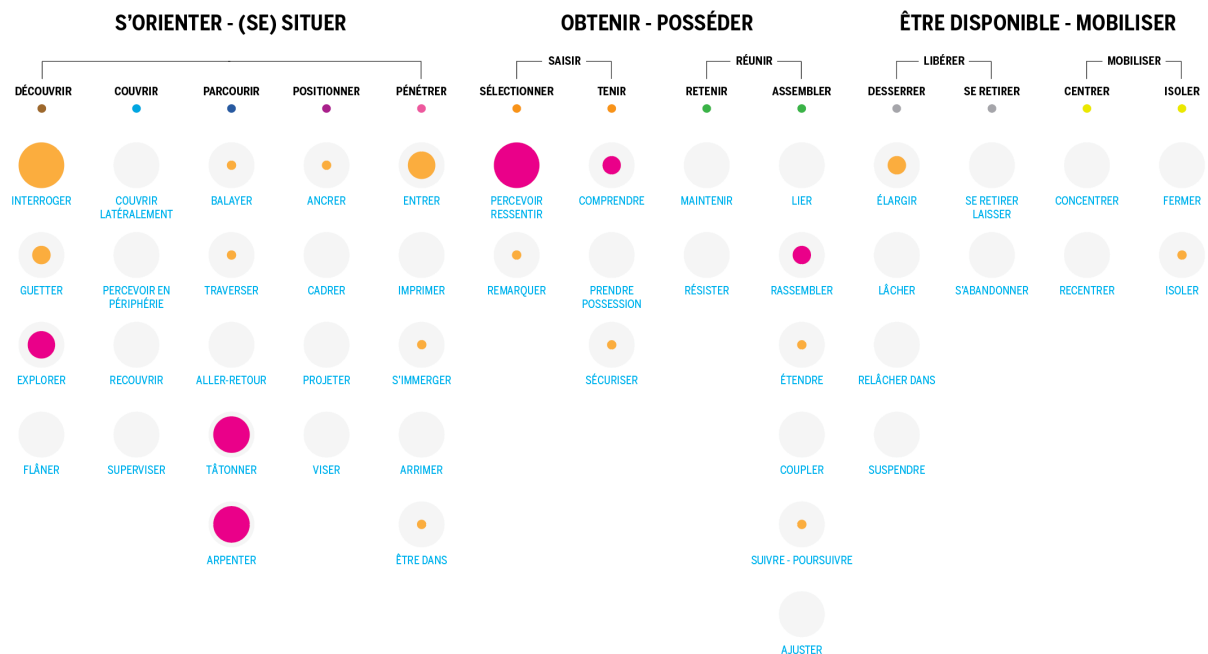 S’ORIENTER - (SE) SITUER
OBTENIR - POSSÉDER
ÊTRE DISPONIBLE - MOBILISER
SAISIR
RÉUNIR
LIBÉRER
MOBILISER
DÉCOUVRIR
COUVRIR
PARCOURIR
POSITIONNER
PÉNÉTRER
SÉLECTIONNER
TENIR
RETENIR
ASSEMBLER
DESSERRER
SE RETIRER
CENTRER
ISOLER
INTERROGER
COUVRIR
LATÉRALEMENT
BALAYER
ANCRER
ENTRER
PERCEVOIR
RESSENTIR
COMPRENDRE
MAINTENIR
LIER
ÉLARGIR
SE RETIRER
LAISSER
CONCENTRER
FERMER
GUETTER
PERCEVOIR EN
PÉRIPHÉRIE
TRAVERSER
CADRER
IMPRIMER
REMARQUER
PRENDRE
POSSESSION
RÉSISTER
RASSEMBLER
LÂCHER
S’ABANDONNER
RECENTRER
ISOLER
EXPLORER
RECOUVRIR
ALLER-RETOUR
PROJETER
S’IMMERGER
SÉCURISER
ÉTENDRE
RELÂCHER DANS
FLÂNER
SUPERVISER
TÂTONNER
VISER
ARRIMER
COUPLER
SUSPENDRE
ARPENTER
ÊTRE DANS
SUIVRE - POURSUIVRE
AJUSTER